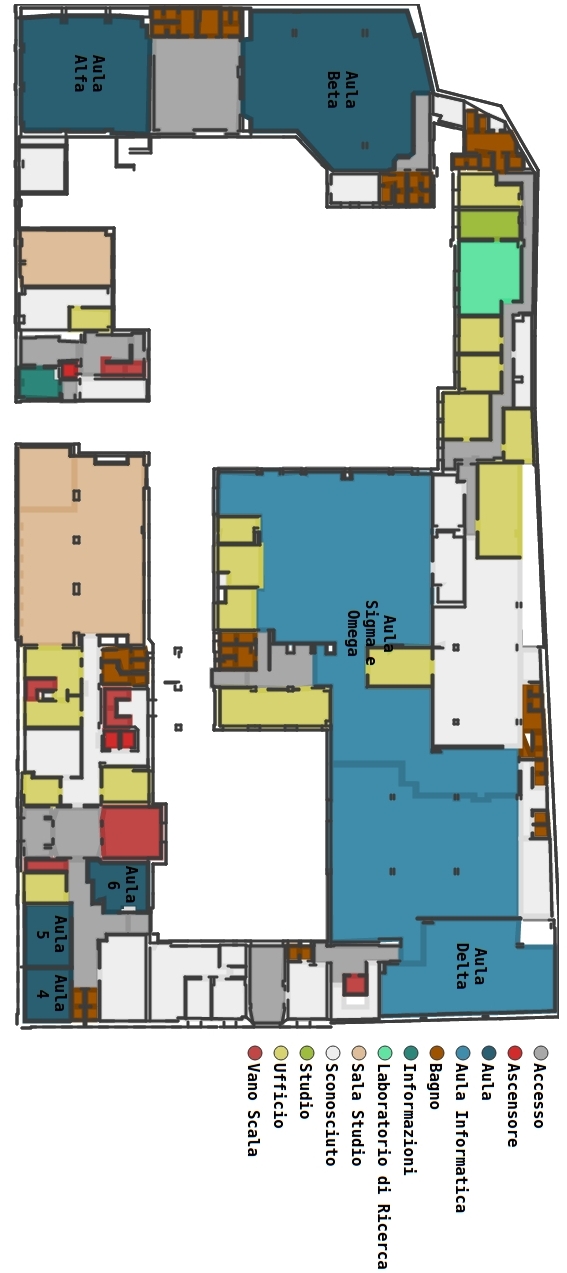 Aula
Alfa
Aula
Beta
Aula
Sigma e
Omega
Aula
6
Aula
5
Aula
4
Aula
Delta
Accesso
Ascensore
Aula
Aula Informatica
Bagno
Informazioni
Laboratorio di Ricerca
Sala Studio
Sconosciuto
Studio
Ufficio
Vano Scala